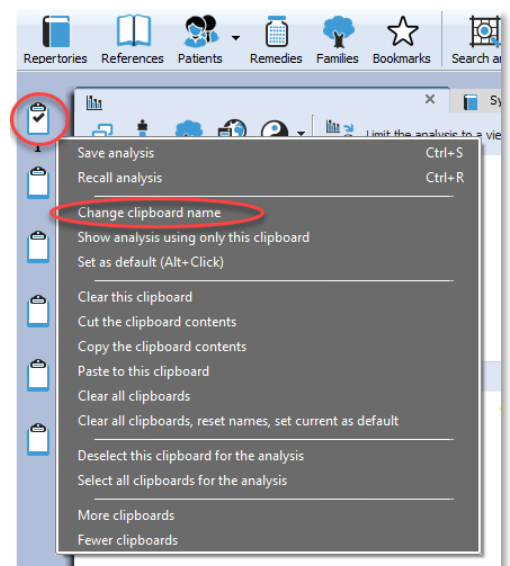 Repertories References Patients Remedies Families Bookmarks Search a
Sy
Limit the analysis to a vie
Save analysis Ctrl+S
Recall analysis Ctrl+R
Change clipboard name
Show analysis using only this clipboard
Set as default (Alt+Click)
Clear this clipboard
Cut the clipboard contents
Copy the clipboard contents
Paste to this clipboard
Clear all clipboards
Clear all clipboards, reset names, set current as default
Deselect this clipboard for the analysis
Select all clipboards for the analysis
More clipboards
Fewer clipboards